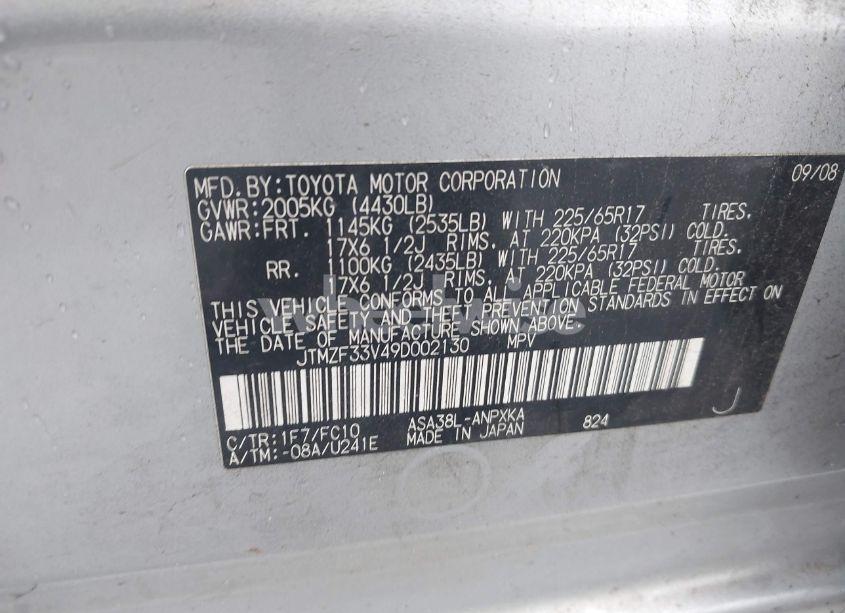 09/08
MFD. BY: TOYOTA MOTOR CORPORATION
GVWR: 2005KG (4430LB)
GAWR: FRT. 1145KG (2535LB) WITH 225/65R17 TIRES.
17X6 1/2J RIMS, AT 220KPA (32PSI) COLD.
RR. 1100KG (2435LB) WITH 225/65R17 TIRES.
17X6 1/2J RIMS, AT 220KPA (32PSI) COLD.
THIS VEHICLE CONFORMS TO ALL APPLICABLE FEDERAL MOTOR
VEHICLE SAFETY AND THEFT PREVENTION STANDARDS IN EFFECT ON
THE DATE OF MANUFACTURE SHOWN ABOVE.
JTMZF33V49D002130 MPV
C/TR: 1F7/FC10 ASA38L-ANPXKA
A/TM: -08A/U241E MADE IN JAPAN 824 J